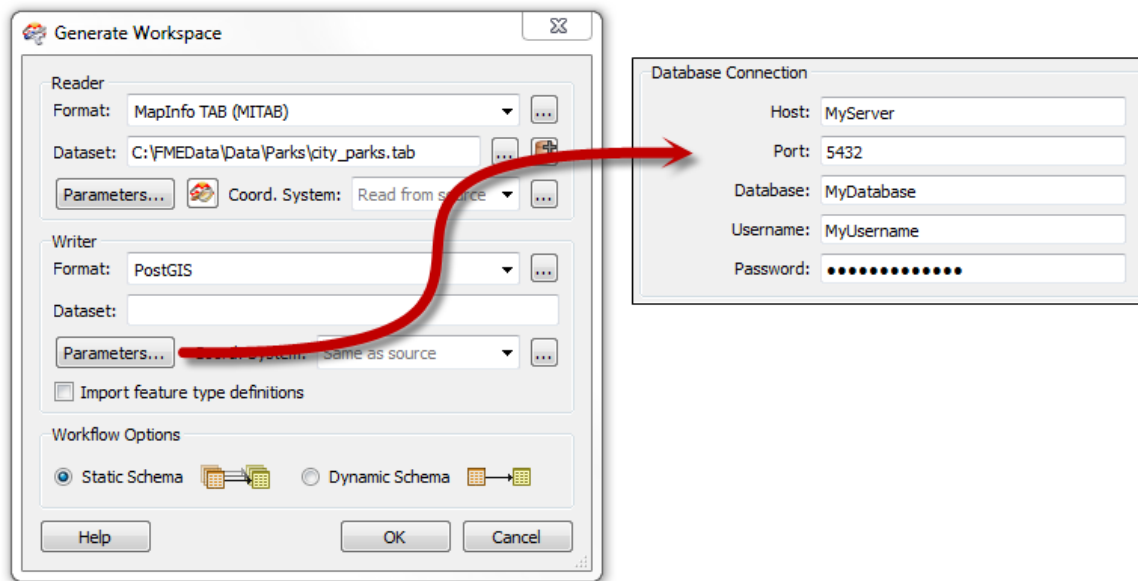 Generate Workspace
Reader
Format: MapInfo TAB (MITAB) ...
Dataset: C:\FMEData\Data\Parks\city_parks.tab ...
Parameters... Coord. System: Read from source ...
Writer
Format: PostGIS ...
Dataset:
Parameters... Coord. System: Same as source ...
Import feature type definitions
Workflow Options
Static Schema Dynamic Schema
Help OK Cancel
Database Connection
Host: MyServer
Port: 5432
Database: MyDatabase
Username: MyUsername
Password: ●●●●●●●●●●●●●